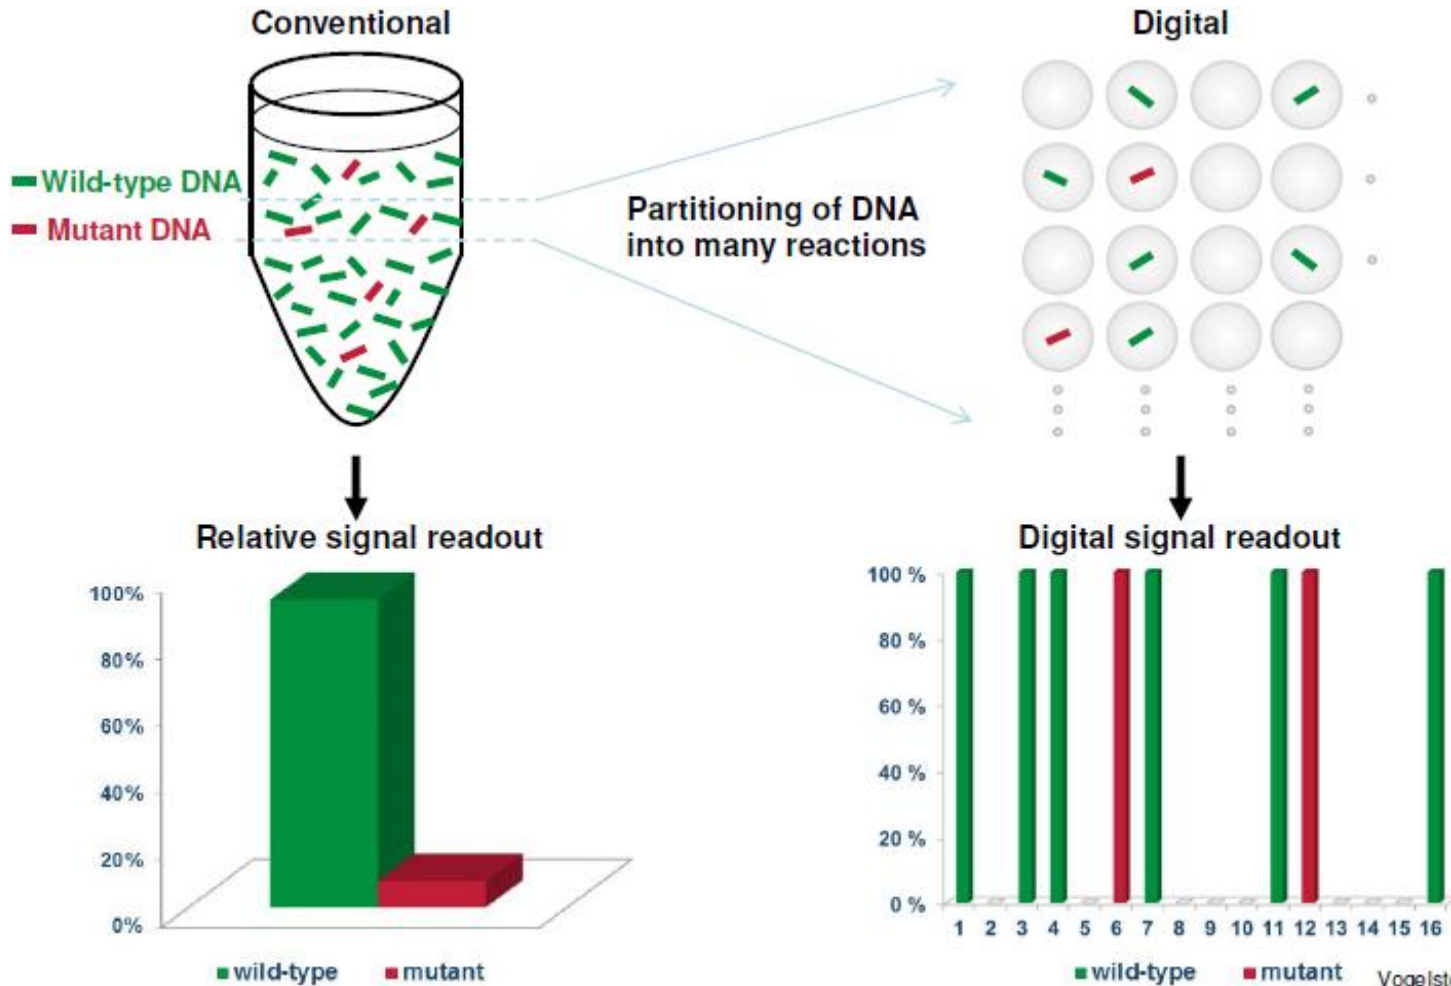 Conventional
Digital
Wild-type DNA
Mutant DNA
Partitioning of DNA
into many reactions
Relative signal readout
100%
80%
60%
40%
20%
0%
wild-type mutant
Digital signal readout
100 %
80 %
60 %
40 %
20 %
0 %
1 2 3 4 5 6 7 8 9 10 11 12 13 14 15 16
wild-type mutant